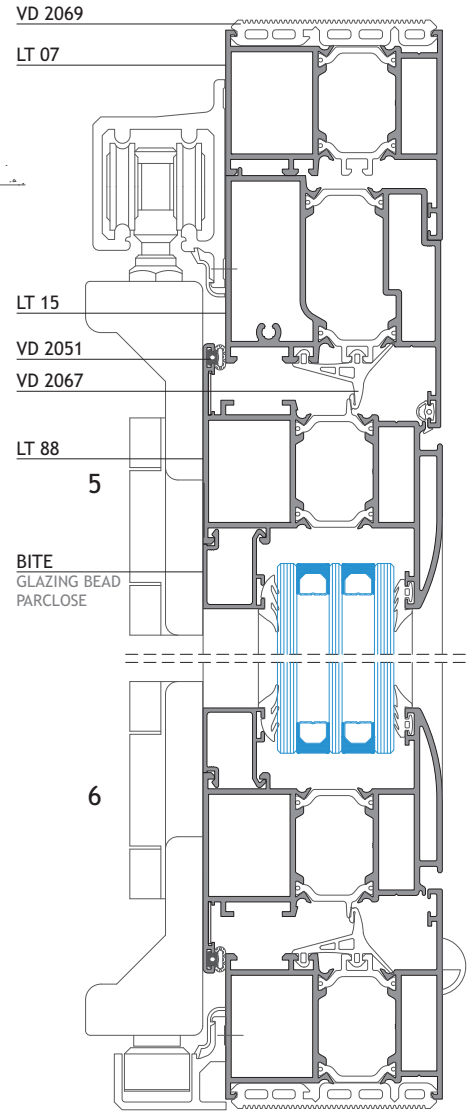 VD 2069
LT 07
LT 15
VD 2051
VD 2067
LT 88
5
BITE
GLAZING BEAD
PARCLOSE
6